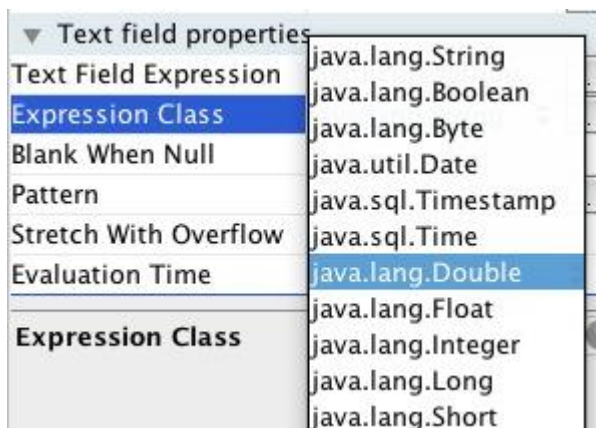 Text field properties
Text Field Expression
Expression Class
Blank When Null
Pattern
Stretch With Overflow
Evaluation Time
Expression Class
java.lang.String
java.lang.Boolean
java.lang.Byte
java.util.Date
java.sql.Timestamp
java.sql.Time
java.lang.Double
java.lang.Float
java.lang.Integer
java.lang.Long
java.lang.Short